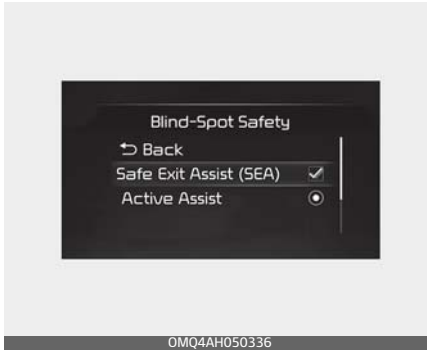 Blind-Spot Safety
Back
Safe Exit Assist (SEA)
Active Assist
OMQ4AH050336